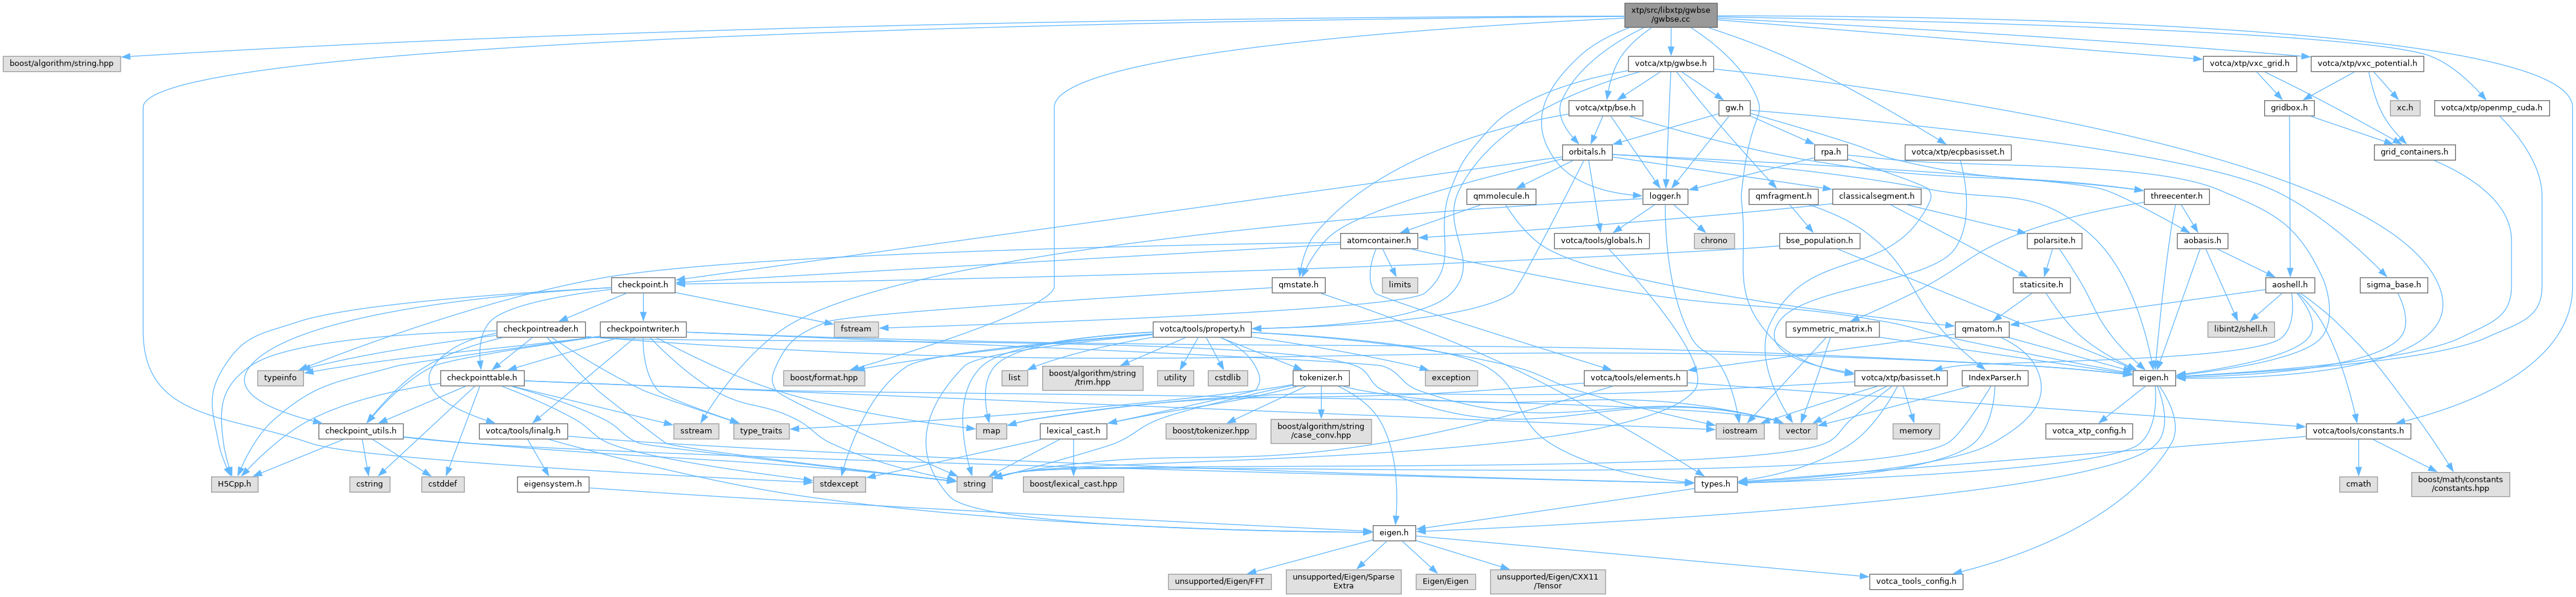 xtp/src/libxtp/gwbse
/gwbse.cc
boost/algorithm/string.hpp
votca/xtp/gwbse.h
votca/xtp/vxc_grid.h
votca/xtp/vxc_potential.h
votca/xtp/bse.h
gw.h
gridbox.h
xc.h
votca/xtp/openmp_cuda.h
orbitals.h
rpa.h
votca/xtp/ecpbasisset.h
grid_containers.h
qmmolecule.h
logger.h
qmfragment.h
classicalsegment.h
threecenter.h
atomcontainer.h
votca/tools/globals.h
chrono
bse_population.h
polarsite.h
aobasis.h
checkpoint.h
limits
qmstate.h
staticsite.h
aoshell.h
sigma_base.h
checkpointreader.h
checkpointwriter.h
fstream
votca/tools/property.h
symmetric_matrix.h
qmatom.h
libint2/shell.h
typeinfo
checkpointtable.h
boost/format.hpp
list
boost/algorithm/string
/trim.hpp
utility
cstdlib
tokenizer.h
exception
votca/tools/elements.h
votca/xtp/basisset.h
IndexParser.h
eigen.h
checkpoint_utils.h
votca/tools/linalg.h
sstream
type_traits
map
lexical_cast.h
boost/tokenizer.hpp
boost/algorithm/string
/case_conv.hpp
iostream
vector
memory
votca_xtp_config.h
votca/tools/constants.h
H5Cpp.h
cstring
cstddef
eigensystem.h
stdexcept
string
boost/lexical_cast.hpp
types.h
cmath
boost/math/constants
/constants.hpp
eigen.h
unsupported/Eigen/FFT
unsupported/Eigen/Sparse
Extra
Eigen/Eigen
unsupported/Eigen/CXX11
/Tensor
votca_tools_config.h